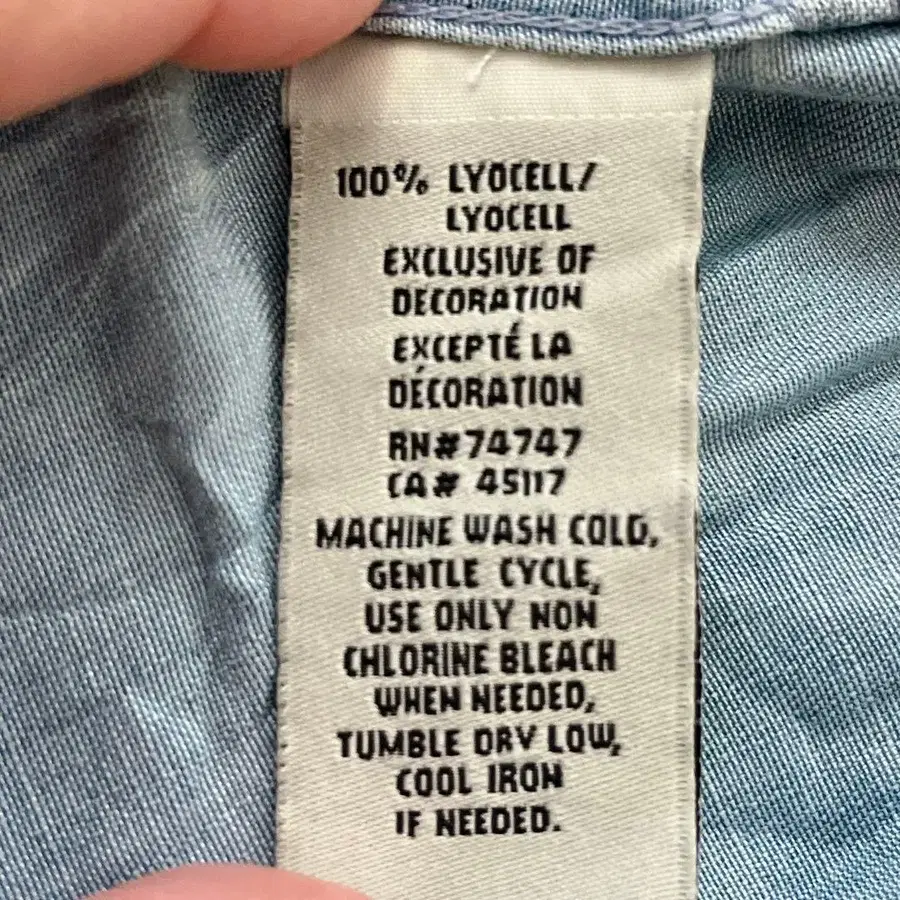 100% LYOCELL/
LYOCELL
EXCLUSIVE OF
DECORATION
EXCEPTÉ LA
DÉCORATION
RN#74747
CA# 45117
MACHINE WASH COLD,
GENTLE CYCLE,
USE ONLY NON
CHLORINE BLEACH
WHEN NEEDED,
TUMBLE DRY LOW,
COOL IRON
IF NEEDED.